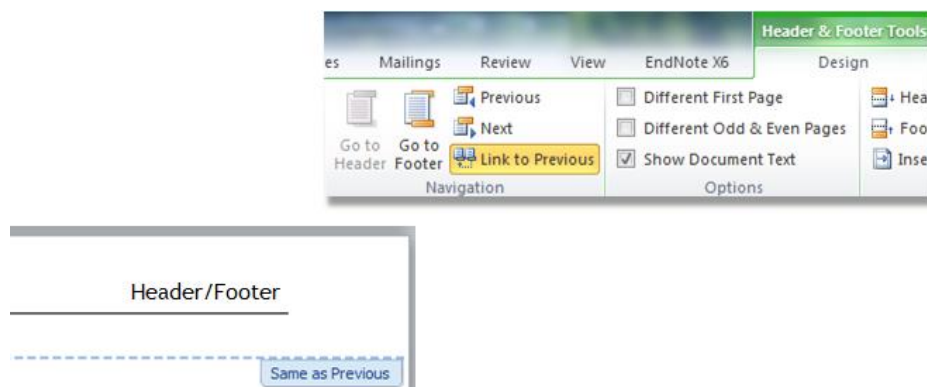 Header & Footer Tools
es Mailings Review View EndNote X6 Design
Go to Header
Go to Footer
Previous
Next
Link to Previous
Navigation
Different First Page
Different Odd & Even Pages
Show Document Text
Options
Hea
Foo
Inse
Header/Footer
Same as Previous